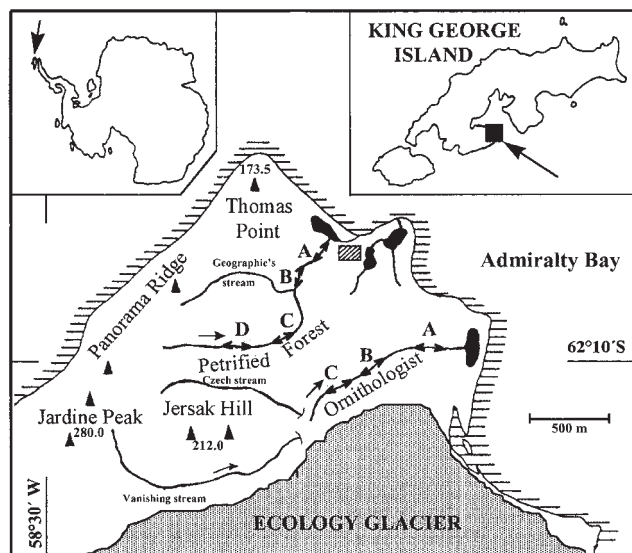 KING GEORGE
ISLAND
173.5
Thomas
Point
Admiralty Bay
Geographic's
stream
A
B
Panorama Ridge
C
D
Forest
Petrified
Czech stream
A
B
C
Ornithologist
62°10´S
Jardine Peak
280.0
Jersak Hill
212.0
500 m
Vanishing stream
58°30´ W
ECOLOGY GLACIER